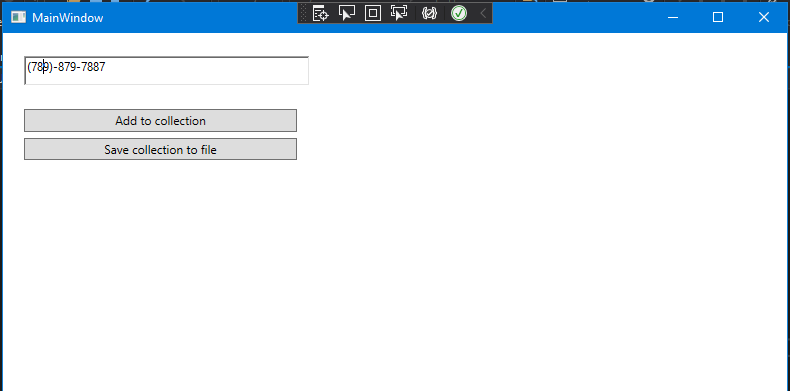 MainWindow
(789)-879-7887
Add to collection
Save collection to file